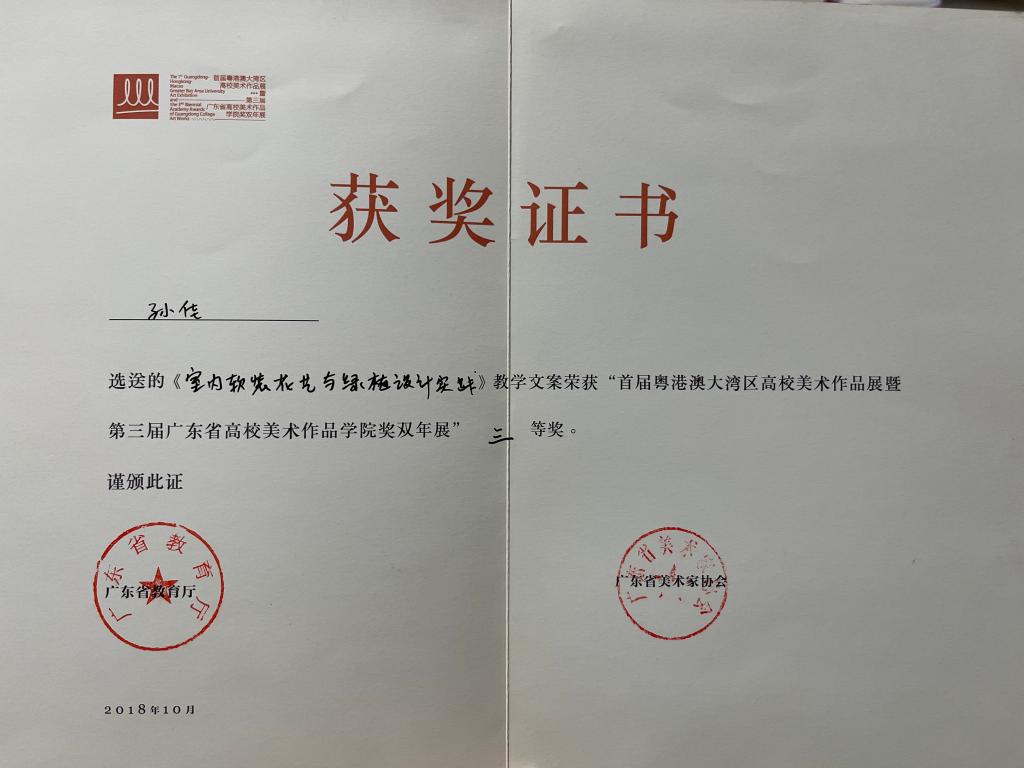 The 1st Guangdong-
Hongkong-
Macao
Greater Bay Area University
Art Exhibition
and
the 3rd Biennial
Academy Awards
of Guangdong College
Art Works
首届粤港澳大湾区
高校美术作品展
暨
第三届
广东省高校美术作品
学院奖双年展
获奖证书
孙佳
选送的《室内软装花艺与绿植设计实战》教学文案荣获“首届粤港澳大湾区高校美术作品展暨
第三届广东省高校美术作品学院奖双年展” 三 等奖。
谨颁此证
广东省教育厅
广东省教育厅
广东省美术家协会
广东省美术家协会
2018年10月